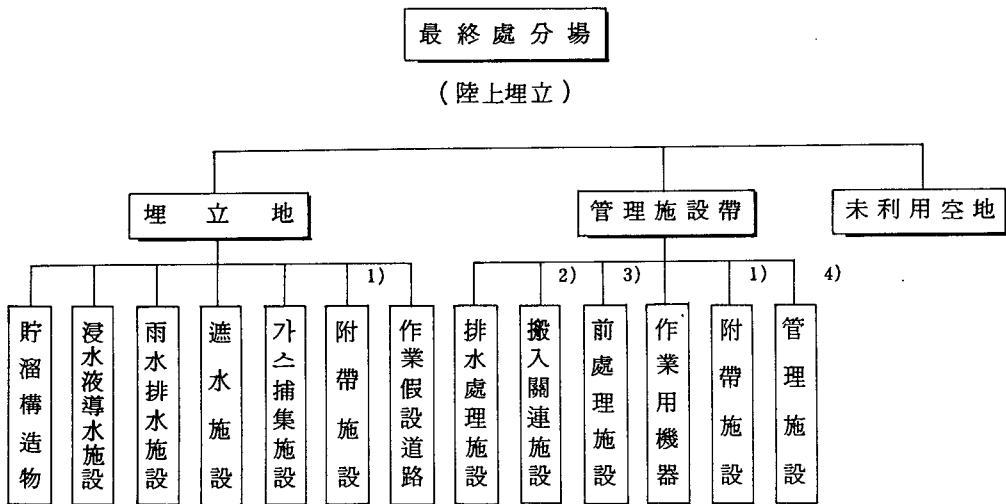 最終處分場
(陸上埋立)
埋立地
管理施設帶
未利用空地
1)
2)
3)
1)
4)
貯溜構造物
浸水液導水施設
雨水排水施設
遮水施設
가스捕集施設
附帶施設
作業假設道路
排水處理施設
搬入關連施設
前處理施設
作業用機器
附帶施設
管理施設